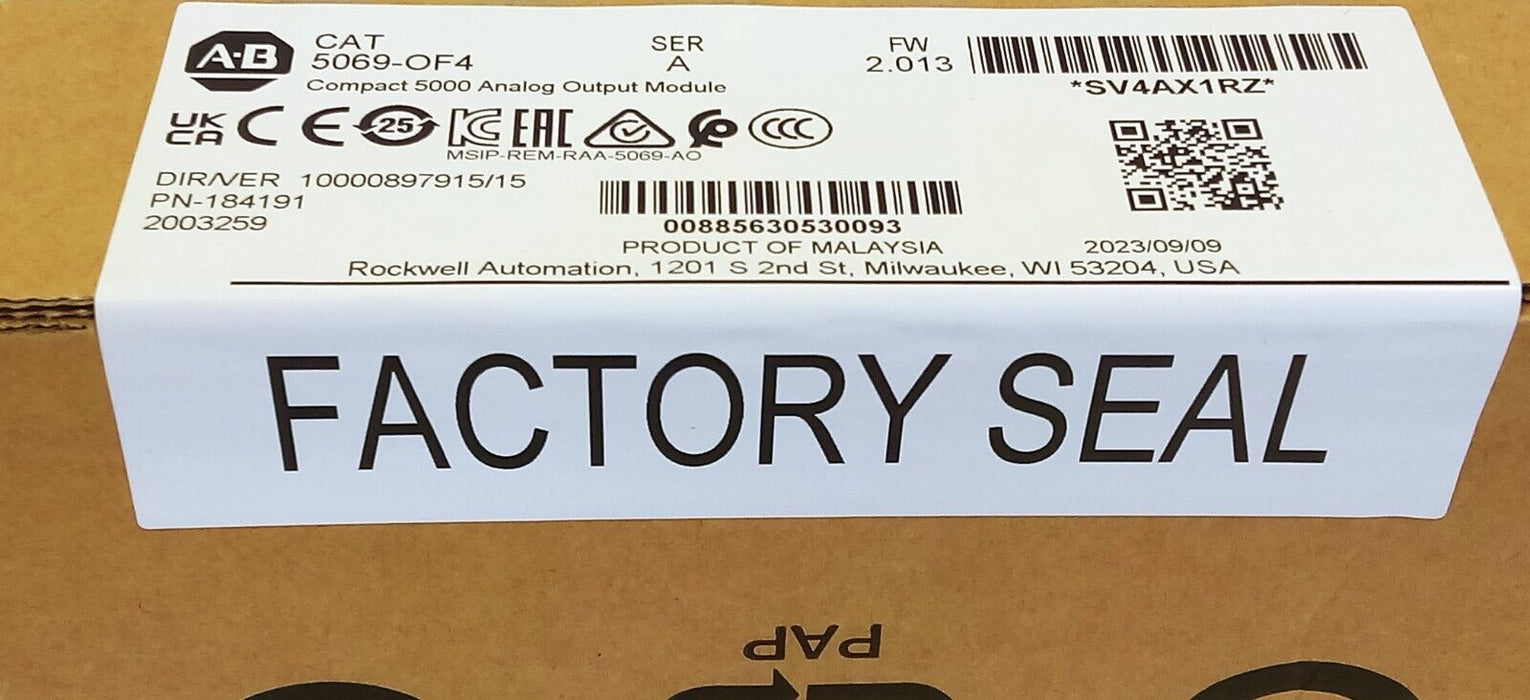 A-B
CAT
5069-OF4
SER
A
FW
2.013
*SV4AX1RZ*
Compact 5000 Analog Output Module
UK
CA
CE
25
KC
EAC
CCC
MSIP-REM-RAA-5069-AO
DIR/VER 10000897915/15
PN-184191
2003259
00885630530093
PRODUCT OF MALAYSIA
2023/09/09
Rockwell Automation, 1201 S 2nd St, Milwaukee, WI 53204, USA
FACTORY SEAL
PAP